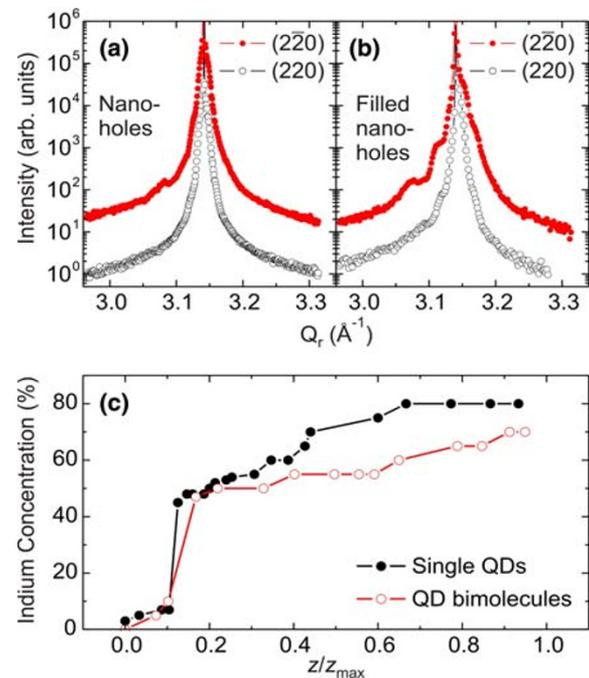 10⁶
10⁵
10⁴
10³
10²
10¹
10⁰
Intensity (arb. units)
(a)
(22̄0)
(220)
Nano-
holes
3.0 3.1 3.2 3.3
(b)
(22̄0)
(220)
Filled
nano-
holes
3.0 3.1 3.2 3.3
Qr (Å⁻¹)
(c)
Indium Concentration (%)
80
60
40
20
0
Single QDs
QD bimolecules
0.0 0.2 0.4 0.6 0.8 1.0
z/zmax